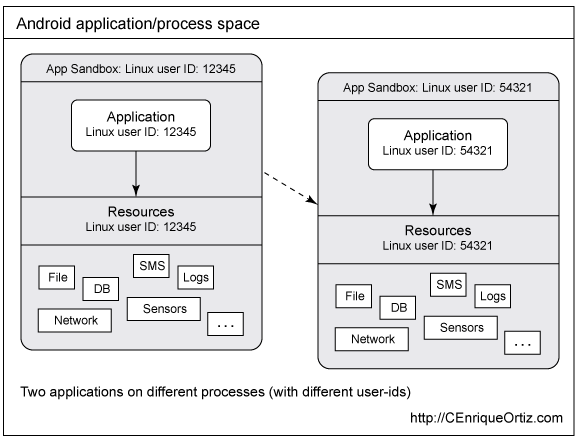 Android application/process space
App Sandbox: Linux user ID: 12345
Application
Linux user ID: 12345
Resources
Linux user ID: 12345
File
DB
SMS
Logs
Network
Sensors
...
App Sandbox: Linux user ID: 54321
Application
Linux user ID: 54321
Resources
Linux user ID: 54321
File
DB
SMS
Logs
Network
Sensors
...
Two applications on different processes (with different user-ids)
http://CEnriqueOrtiz.com